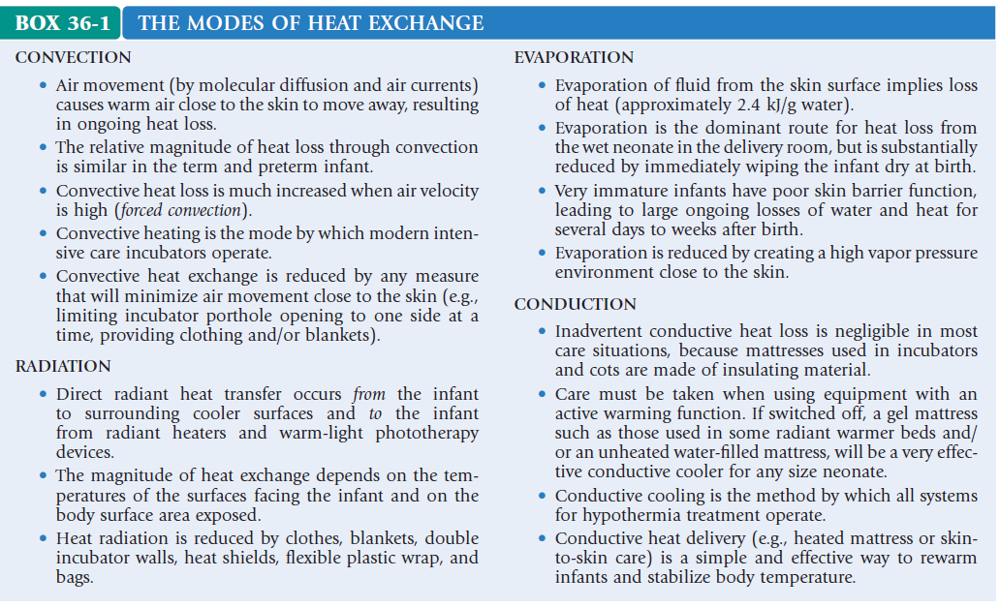 BOX 36-1 THE MODES OF HEAT EXCHANGE
CONVECTION
• Air movement (by molecular diffusion and air currents)
causes warm air close to the skin to move away, resulting
in ongoing heat loss.
• The relative magnitude of heat loss through convection
is similar in the term and preterm infant.
• Convective heat loss is much increased when air velocity
is high (forced convection).
• Convective heating is the mode by which modern inten-
sive care incubators operate.
• Convective heat exchange is reduced by any measure
that will minimize air movement close to the skin (e.g.,
limiting incubator porthole opening to one side at a
time, providing clothing and/or blankets).
RADIATION
• Direct radiant heat transfer occurs from the infant
to surrounding cooler surfaces and to the infant
from radiant heaters and warm-light phototherapy
devices.
• The magnitude of heat exchange depends on the tem-
peratures of the surfaces facing the infant and on the
body surface area exposed.
• Heat radiation is reduced by clothes, blankets, double
incubator walls, heat shields, flexible plastic wrap, and
bags.
EVAPORATION
• Evaporation of fluid from the skin surface implies loss
of heat (approximately 2.4 kJ/g water).
• Evaporation is the dominant route for heat loss from
the wet neonate in the delivery room, but is substantially
reduced by immediately wiping the infant dry at birth.
• Very immature infants have poor skin barrier function,
leading to large ongoing losses of water and heat for
several days to weeks after birth.
• Evaporation is reduced by creating a high vapor pressure
environment close to the skin.
CONDUCTION
• Inadvertent conductive heat loss is negligible in most
care situations, because mattresses used in incubators
and cots are made of insulating material.
• Care must be taken when using equipment with an
active warming function. If switched off, a gel mattress
such as those used in some radiant warmer beds and/
or an unheated water-filled mattress, will be a very effec-
tive conductive cooler for any size neonate.
• Conductive cooling is the method by which all systems
for hypothermia treatment operate.
• Conductive heat delivery (e.g., heated mattress or skin-
to-skin care) is a simple and effective way to rewarm
infants and stabilize body temperature.